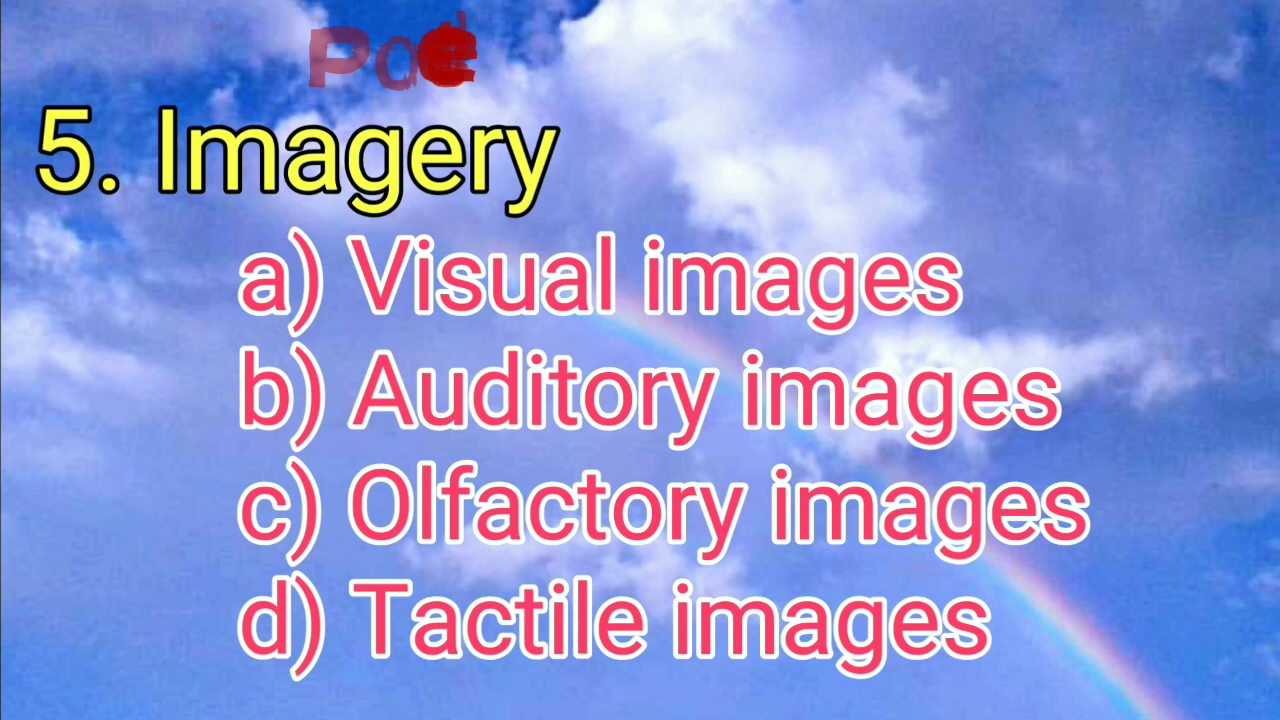 5. Imagery
a) Visual images
b) Auditory images
c) Olfactory images
d) Tactile images